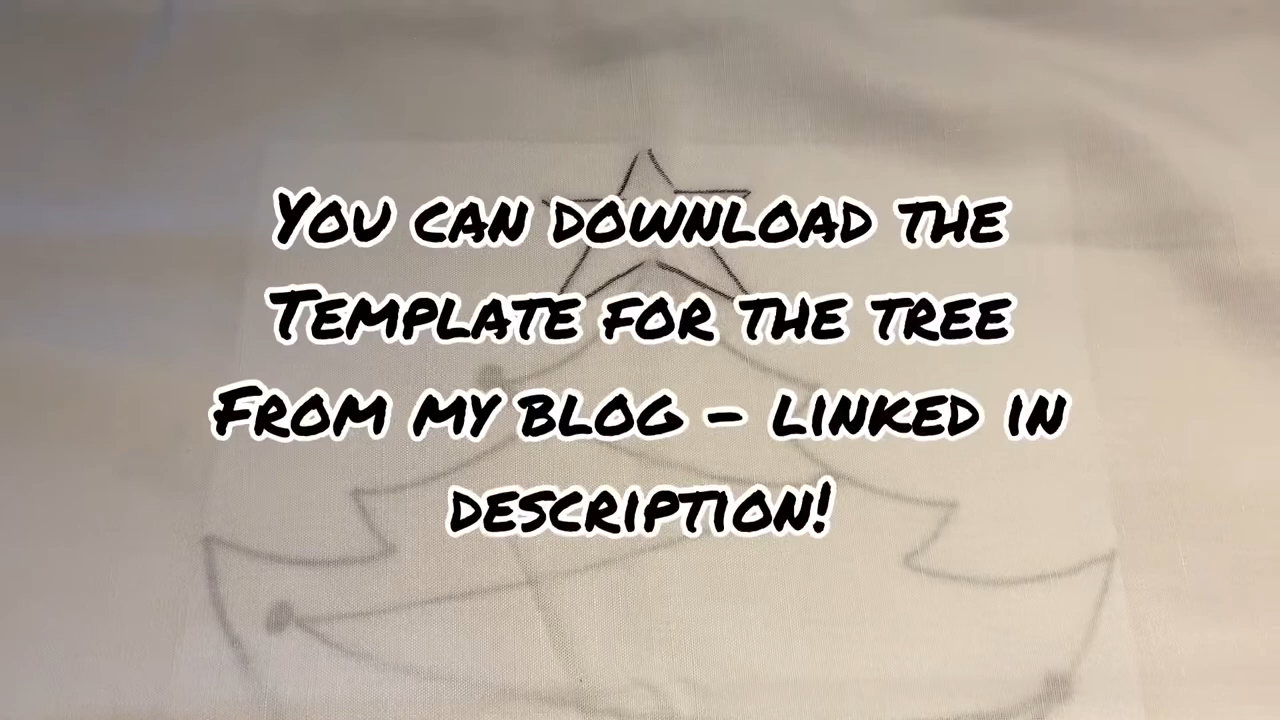 You can download the
Template for the tree
From my blog - linked in
description!